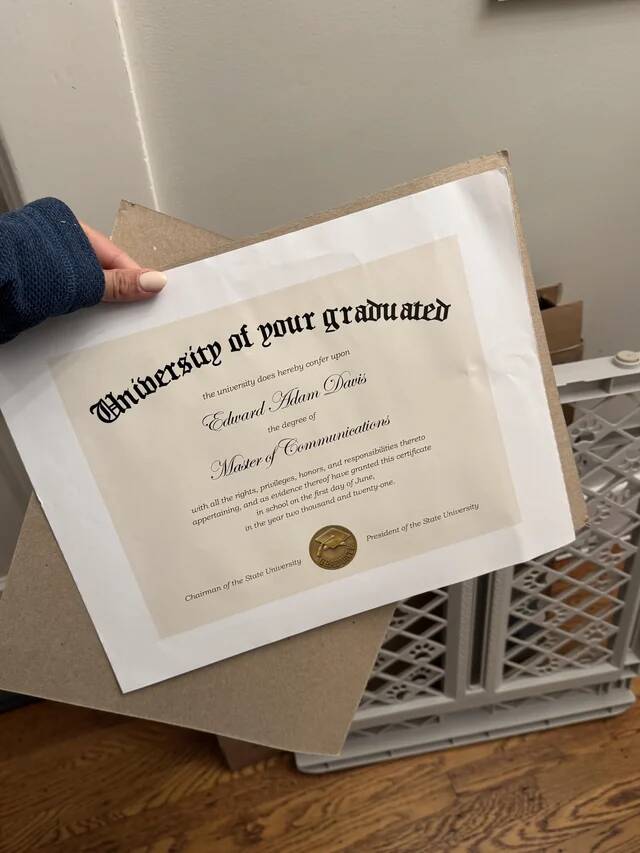 University of your graduated
the university does hereby confer upon
Edward Adam Davis
the degree of
Master of Communications
with all the rights, privileges, honors, and responsibilities thereto
appertaining, and as evidence thereof have granted this certificate
in school on the first day of June,
in the year two thousand and twenty-one.
Chairman of the State University
President of the State University